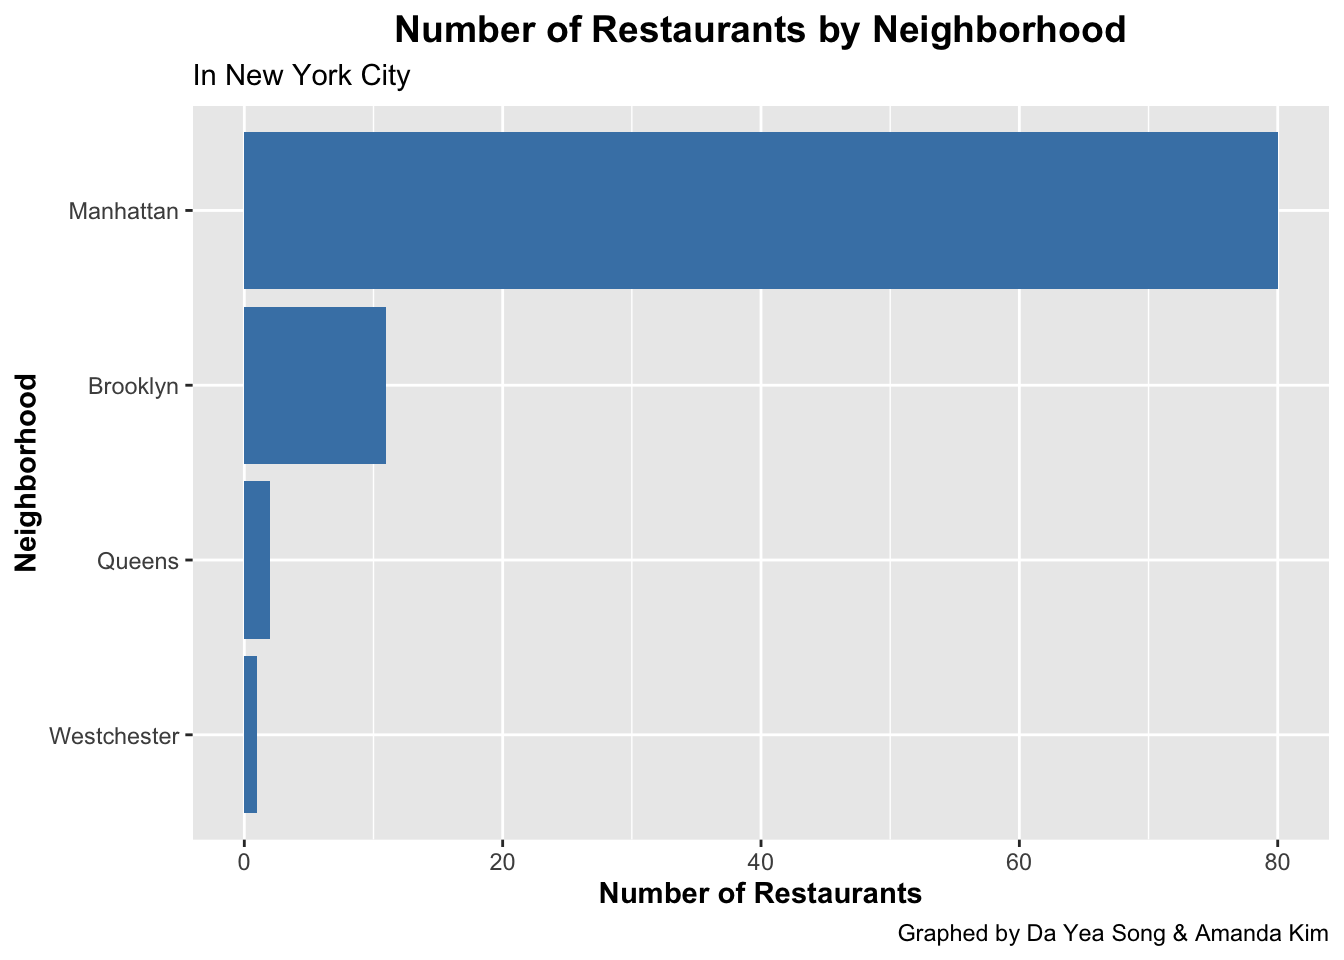 Number of Restaurants by Neighborhood
In New York City
Neighborhood
Manhattan
Brooklyn
Queens
Westchester
0 20 40 60 80
Number of Restaurants
Graphed by Da Yea Song & Amanda Kim